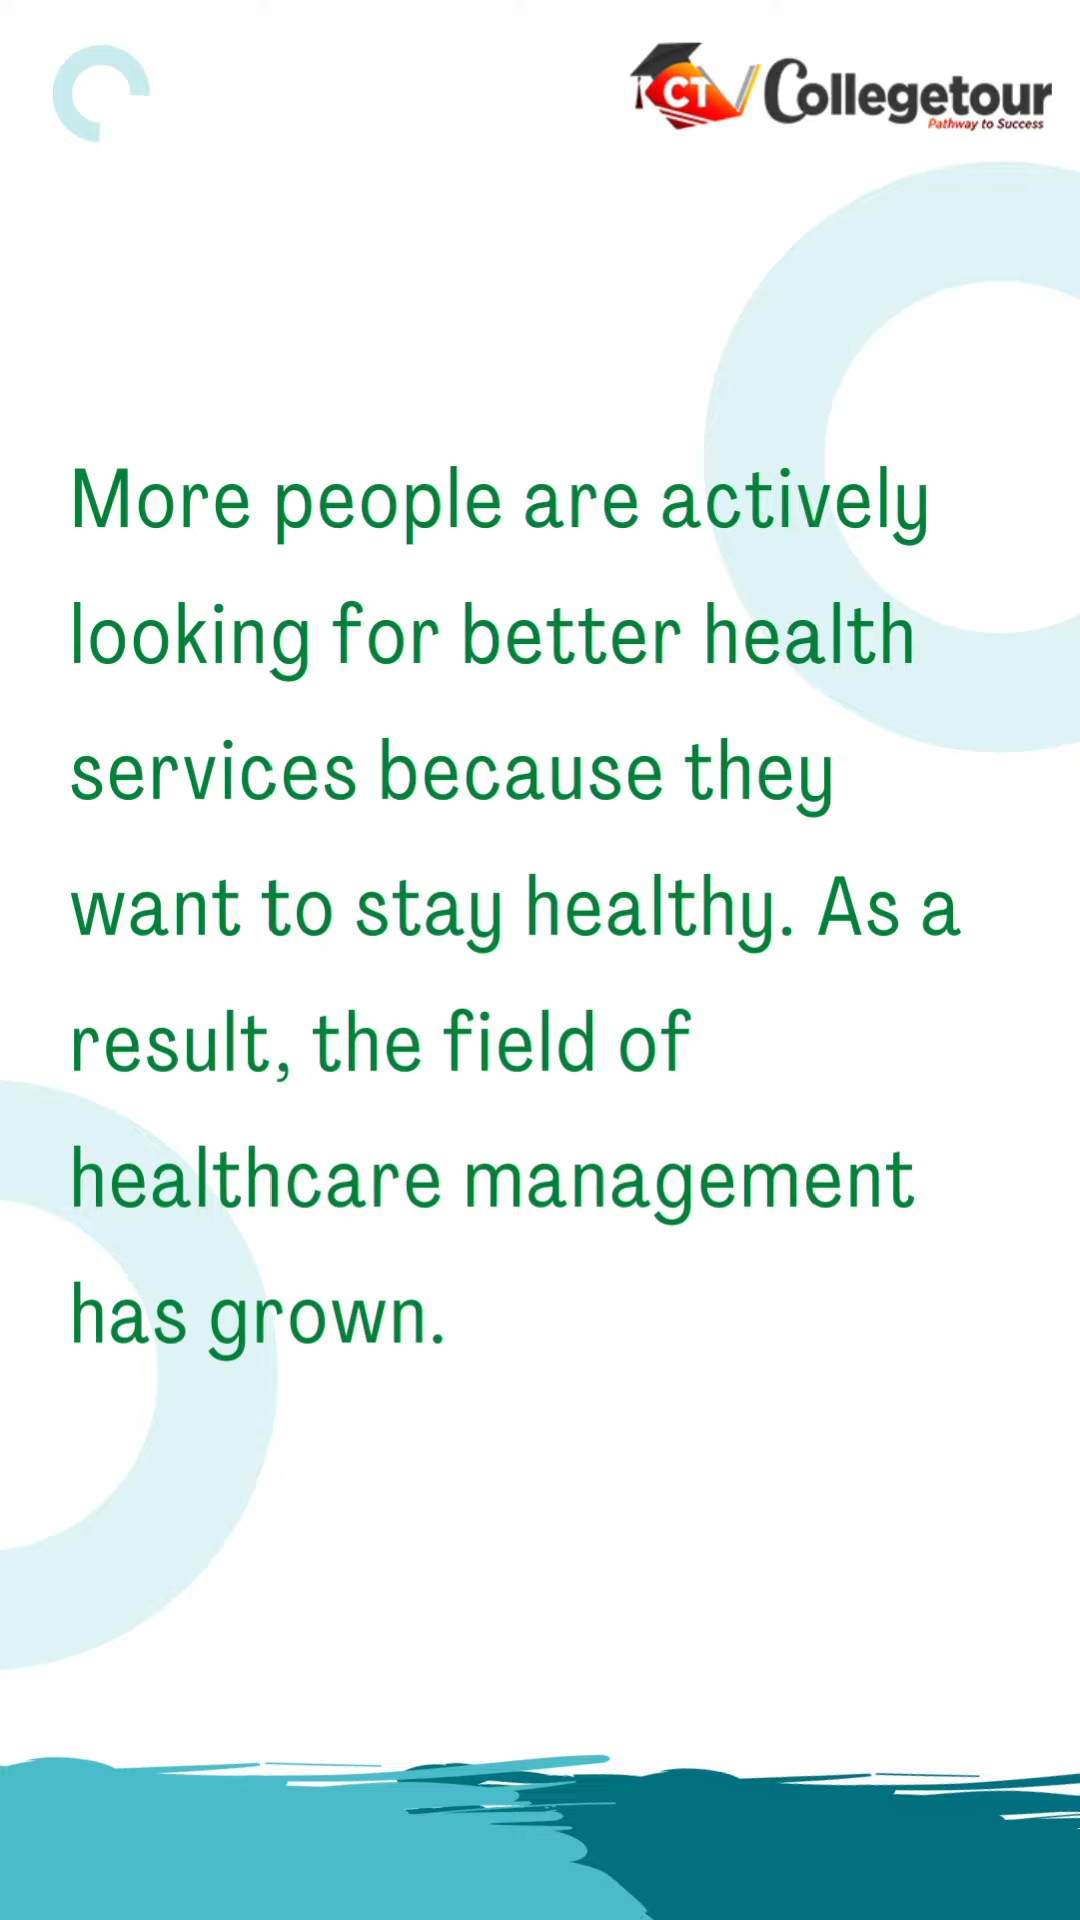 CT Collegetour
Pathway to Success
More people are actively
looking for better health
services because they
want to stay healthy. As a
result, the field of
healthcare management
has grown.